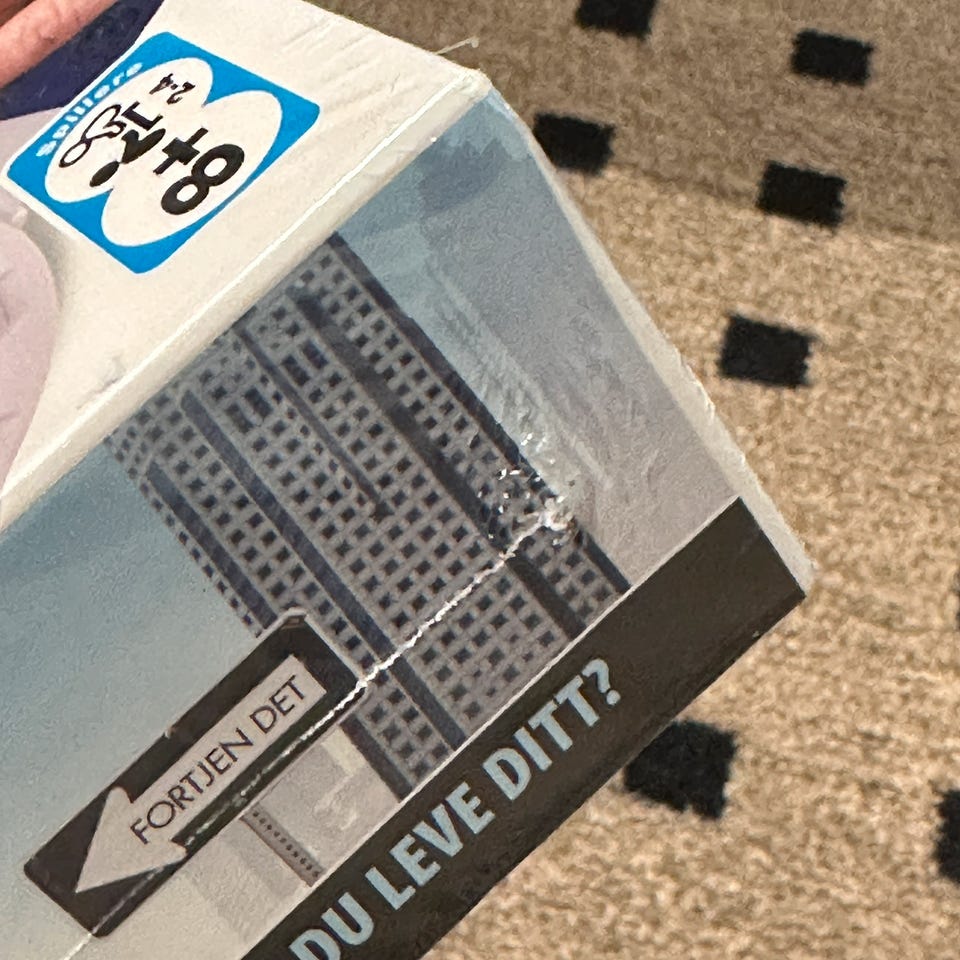 spillere
2-4
8+
FORTJEN DET
DU LEVE DITT?